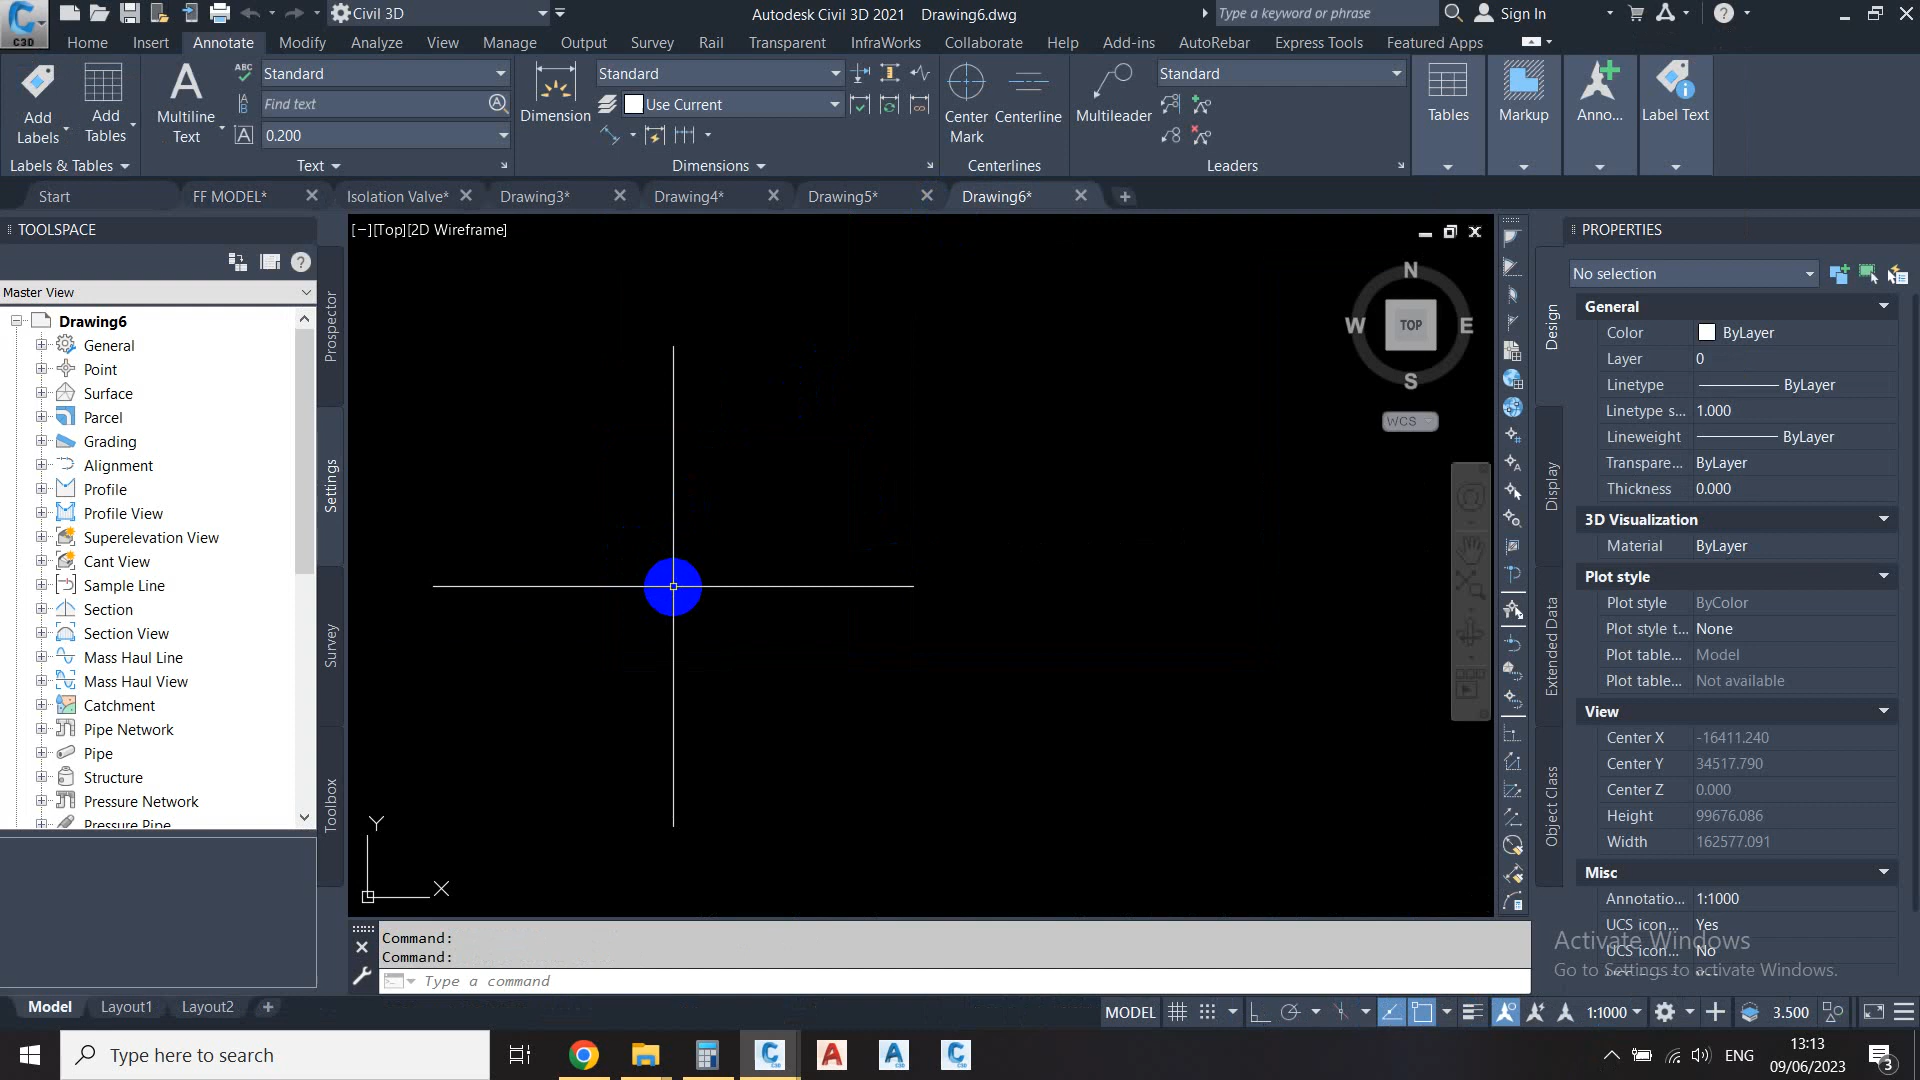 C3D
Civil 3D
Autodesk Civil 3D 2021 Drawing6.dwg
Type a keyword or phrase
Sign In
Home Insert Annotate Modify Analyze View Manage Output Survey Rail Transparent InfraWorks Collaborate Help Add-ins AutoRebar Express Tools Featured Apps
Add
Labels
Add
Tables
Labels & Tables
Multiline
Text
ABC
Standard
Find text
0.200
Text
Dimension
Standard
Use Current
Dimensions
Center
Mark
Centerline
Centerlines
Multileader
Standard
Leaders
Tables
Markup
Anno...
Label Text
Start FF MODEL* Isolation Valve* Drawing3* Drawing4* Drawing5* Drawing6*
TOOLSPACE
Master View
Drawing6
General
Point
Surface
Parcel
Grading
Alignment
Profile
Profile View
Superelevation View
Cant View
Sample Line
Section
Section View
Mass Haul Line
Mass Haul View
Catchment
Pipe Network
Pipe
Structure
Pressure Network
Pressure Pipe
Prospector
Settings
Survey
Toolbox
[−][Top][2D Wireframe]
N
W TOP E
S
WCS
Y
X
PROPERTIES
No selection
Design
Display
Extended Data
Object Class
General
Color ByLayer
Layer 0
Linetype ByLayer
Linetype s... 1.000
Lineweight ByLayer
Transpare... ByLayer
Thickness 0.000
3D Visualization
Material ByLayer
Plot style
Plot style ByColor
Plot style t... None
Plot table... Model
Plot table... Not available
View
Center X -16411.240
Center Y 34517.790
Center Z 0.000
Height 99676.086
Width 162577.091
Misc
Annotatio... 1:1000
UCS icon... Yes
UCS icon... No
Activate Windows
Go to Settings to activate Windows.
Command:
Command:
Type a command
Model Layout1 Layout2
MODEL
1:1000
3.500
Type here to search
ENG
13:13
09/06/2023
3